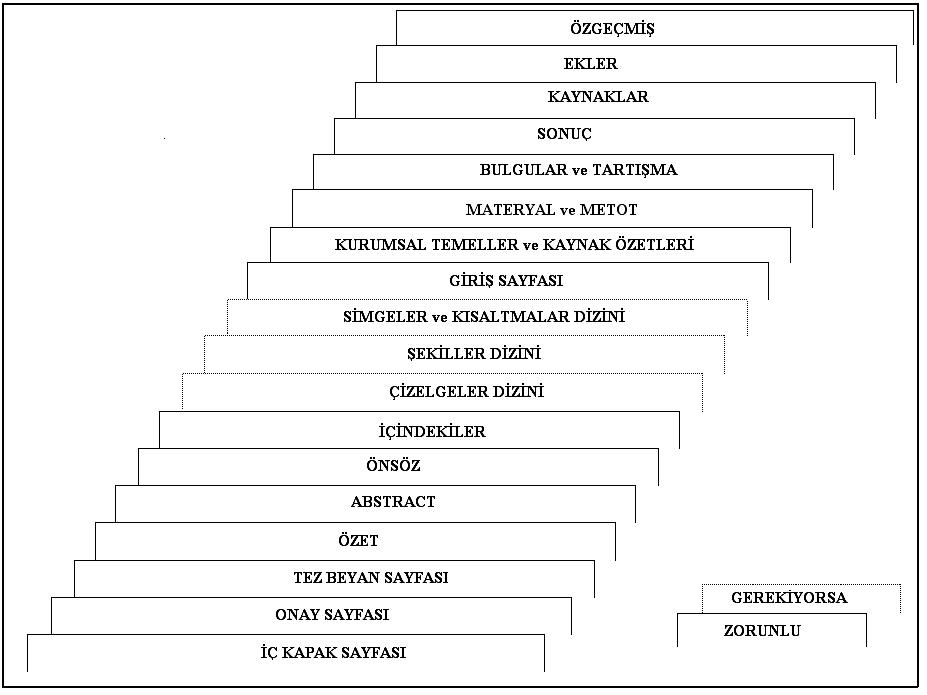 ÖZGEÇMİŞ
EKLER
KAYNAKLAR
SONUÇ
BULGULAR ve TARTIŞMA
MATERYAL ve METOT
KURUMSAL TEMELLER ve KAYNAK ÖZETLERİ
GİRİŞ SAYFASI
SİMGELER ve KISALTMALAR DİZİNİ
ŞEKİLLER DİZİNİ
ÇİZELGELER DİZİNİ
İÇİNDEKİLER
ÖNSÖZ
ABSTRACT
ÖZET
TEZ BEYAN SAYFASI
ONAY SAYFASI
İÇ KAPAK SAYFASI
GEREKİYORSA
ZORUNLU